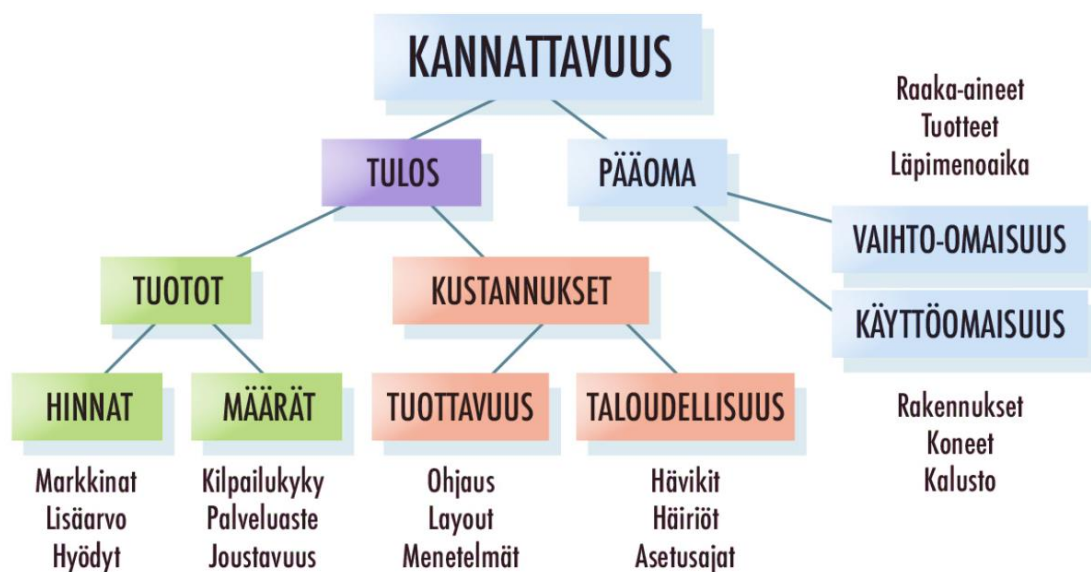 KANNATTAVUUS
TULOS
PÄÄOMA
Raaka-aineet
Tuotteet
Läpimenoaika
VAIHTO-OMAISUUS
KÄYTTÖOMAISUUS
Rakennukset
Koneet
Kalusto
TUOTOT
KUSTANNUKSET
HINNAT
Markkinat
Lisäarvo
Hyödyt
MÄÄRÄT
Kilpailukyky
Palveluaste
Joustavuus
TUOTTAVUUS
Ohjaus
Layout
Menetelmät
TALOUDELLISUUS
Hävikit
Häiriöt
Asetusajat